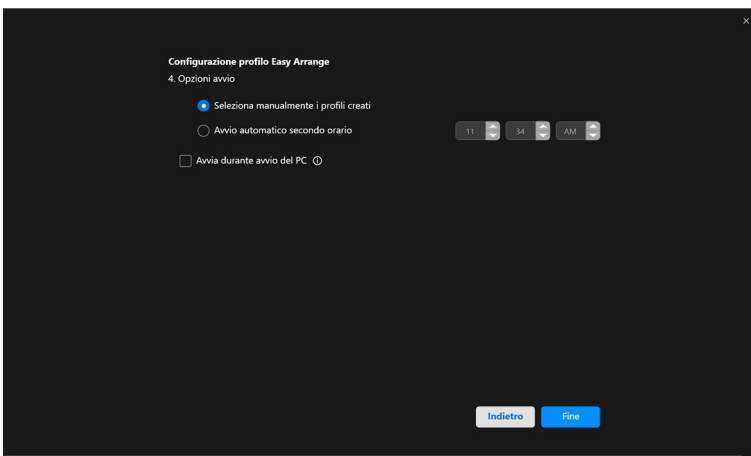 Configurazione profilo Easy Arrange
4. Opzioni avvio
Seleziona manualmente i profili creati
Avvio automatico secondo orario 11 34 AM
Avvia durante avvio del PC
Indietro Fine